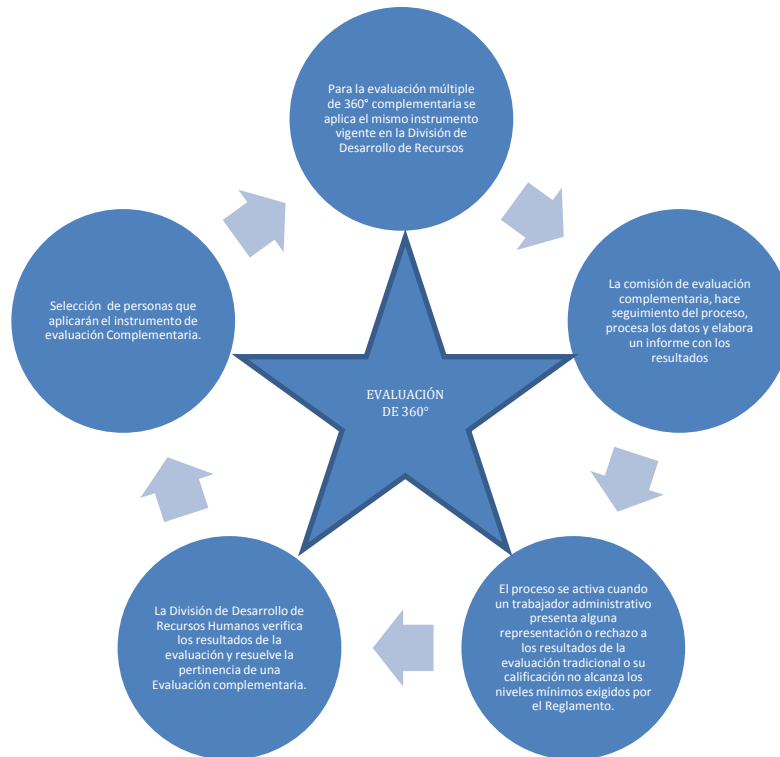 Para la evaluación múltiple
de 360° complementaria se
aplica el mismo instrumento
vigente en la División de
Desarrollo de Recursos
La comisión de evaluación
complementaria, hace
seguimiento del proceso,
procesa los datos y elabora
un informe con los
resultados
El proceso se activa cuando
un trabajador administrativo
presenta alguna
representación o rechazo a
los resultados de la
evaluación tradicional o su
calificación no alcanza los
niveles mínimos exigidos por
el Reglamento.
La División de Desarrollo de
Recursos Humanos verifica
los resultados de la
evaluación y resuelve la
pertinencia de una
Evaluación complementaria.
Selección de personas que
aplicarán el instrumento de
evaluación Complementaria.
EVALUACIÓN
DE 360°